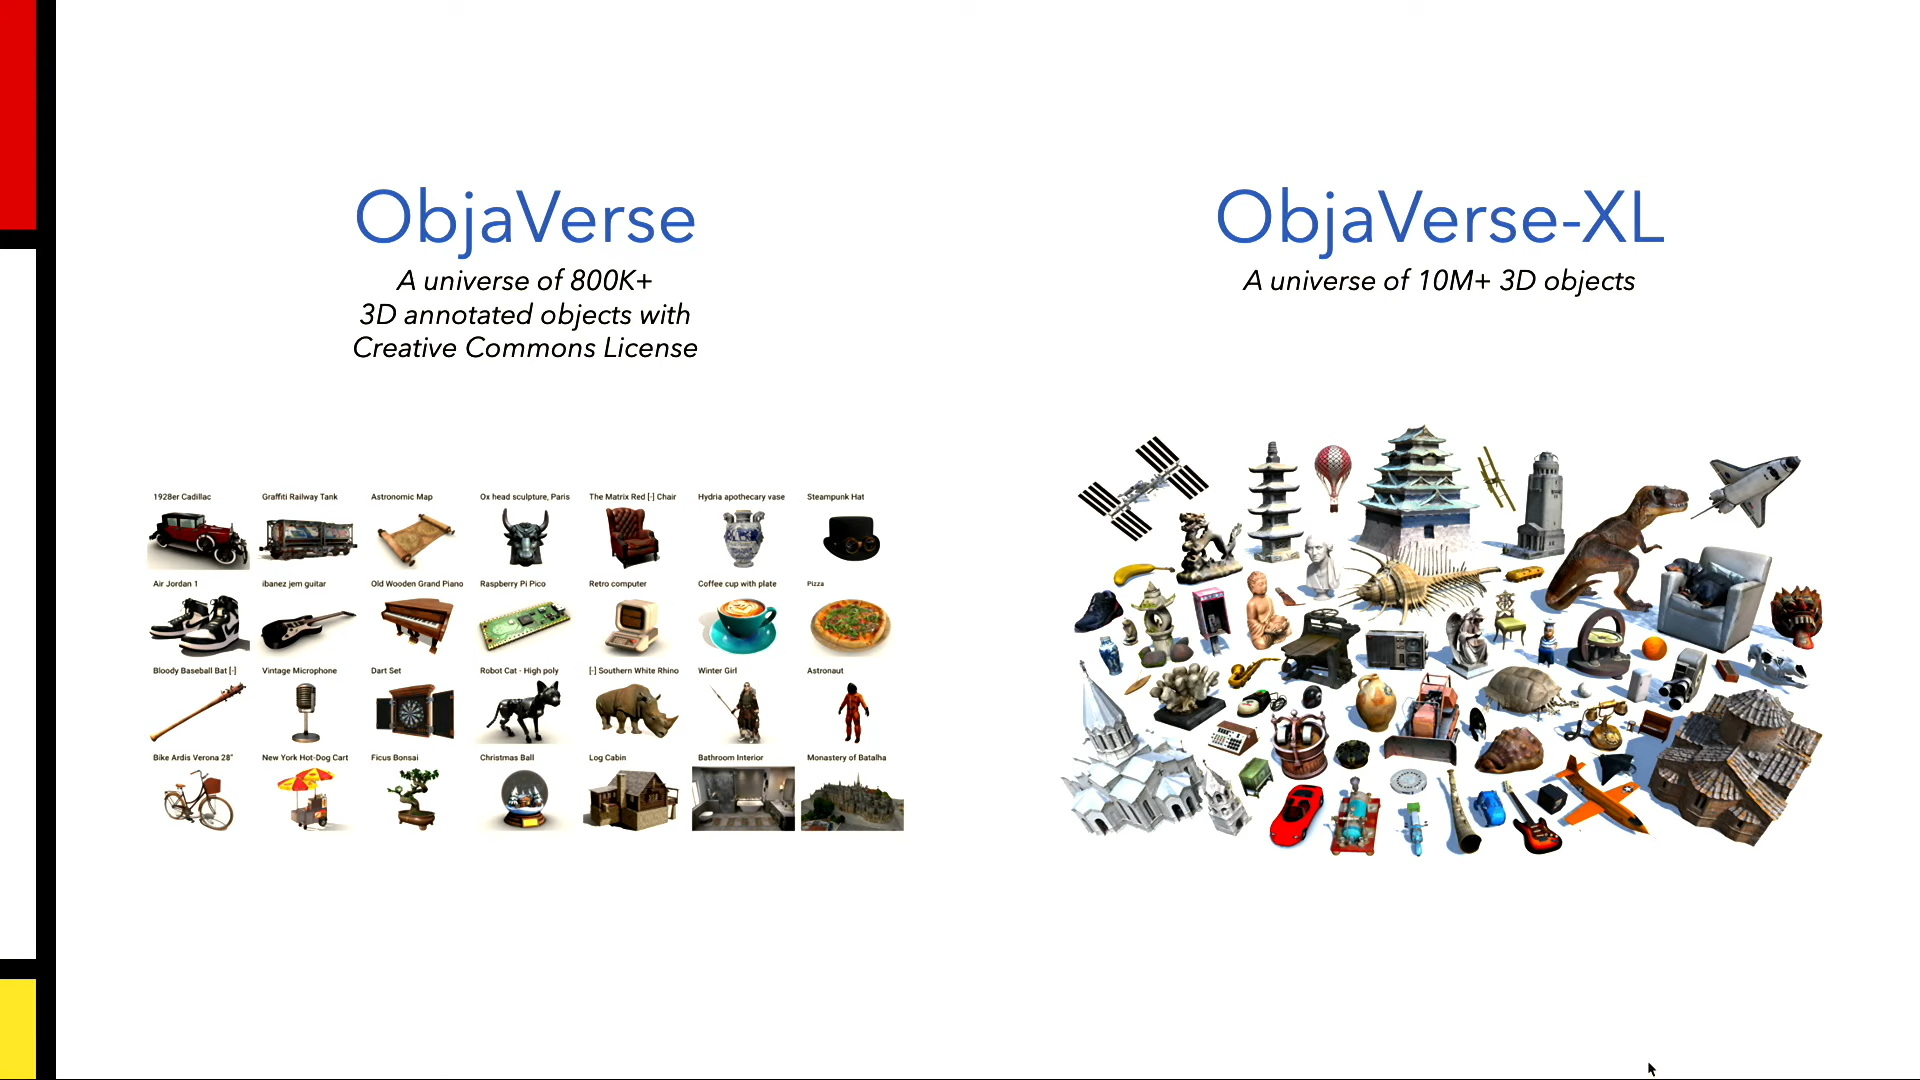 ObjaVerse
A universe of 800K+
3D annotated objects with
Creative Commons License
1928er Cadillac
Graffiti Railway Tank
Astronomic Map
Ox head sculpture, Paris
The Matrix Red [-] Chair
Hydria apothecary vase
Steampunk Hat
Air Jordan 1
ibanez jem guitar
Old Wooden Grand Piano
Raspberry Pi Pico
Retro computer
Coffee cup with plate
Pizza
Bloody Baseball Bat [-]
Vintage Microphone
Dart Set
Robot Cat - High poly
[-] Southern White Rhino
Winter Girl
Astronaut
Bike Ardis Verona 28"
New York Hot-Dog Cart
Ficus Bonsai
Christmas Ball
Log Cabin
Bathroom Interior
Monastery of Batalha
ObjaVerse-XL
A universe of 10M+ 3D objects